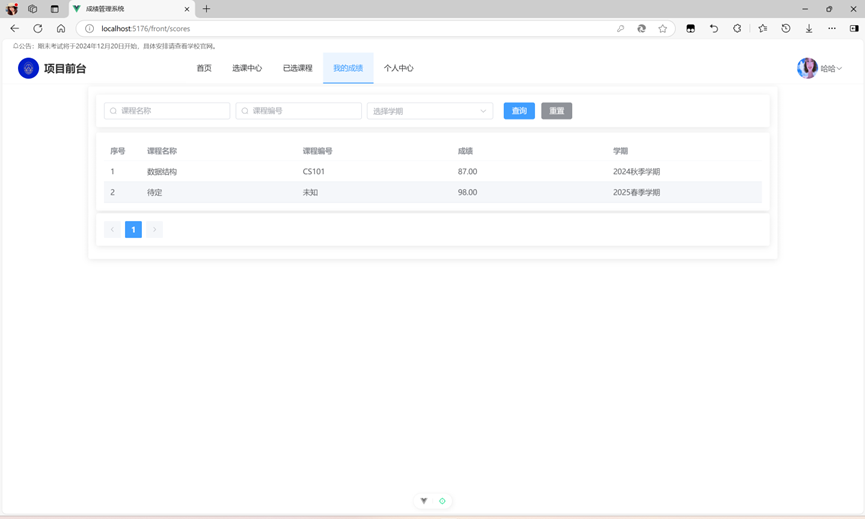 成绩管理系统
localhost:5176/front/scores
公告：期末考试将于2024年12月20日开始，具体安排请查看学校官网。
项目前台
首页 选课中心 已选课程 我的成绩 个人中心
哈哈
课程名称 课程编号 选择学期 查询 重置
序号 课程名称 课程编号 成绩 学期
1 数据结构 CS101 87.00 2024秋季学期
2 待定 未知 98.00 2025春季学期
1